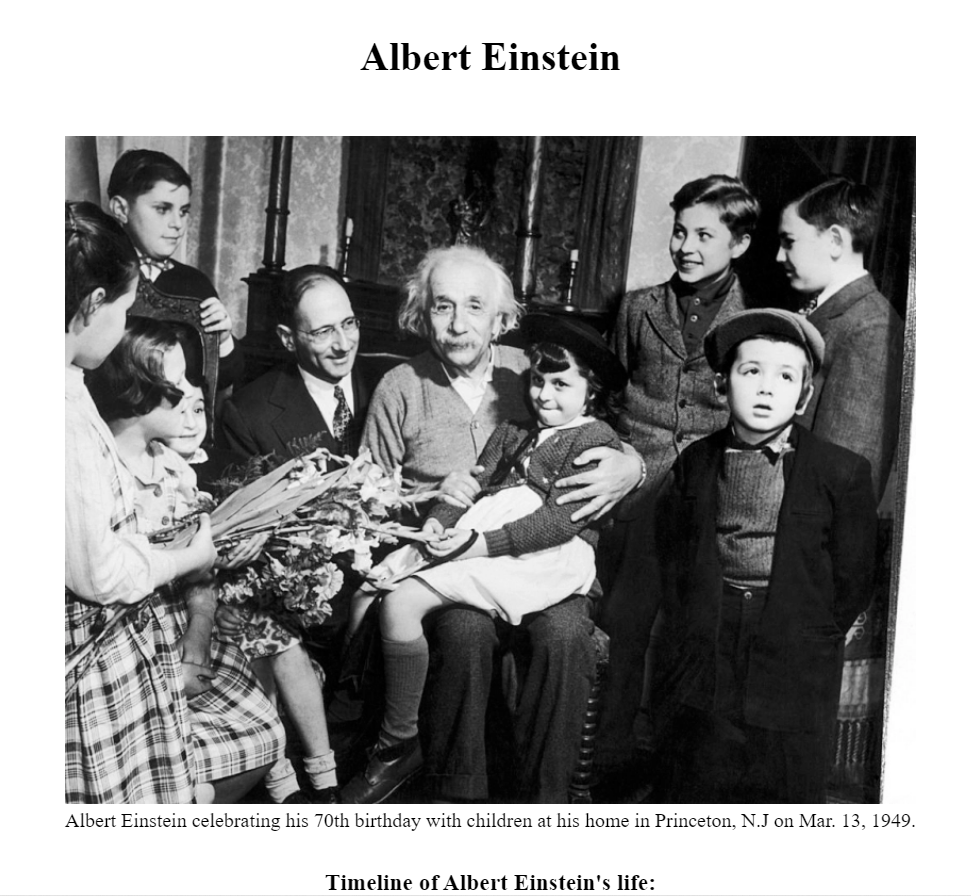 Albert Einstein
Albert Einstein celebrating his 70th birthday with children at his home in Princeton, N.J on Mar. 13, 1949.
Timeline of Albert Einstein's life: